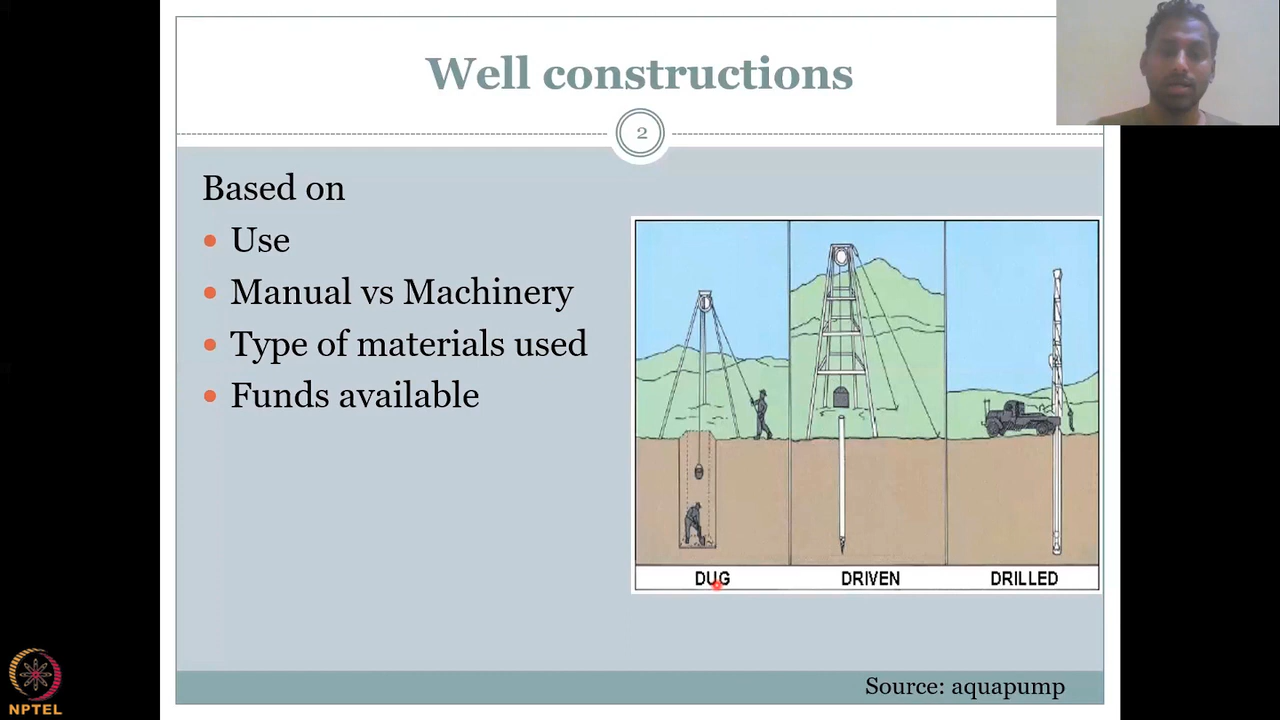 Well constructions
2
Based on
• Use
• Manual vs Machinery
• Type of materials used
• Funds available
DUG
DRIVEN
DRILLED
Source: aquapump
NPTEL